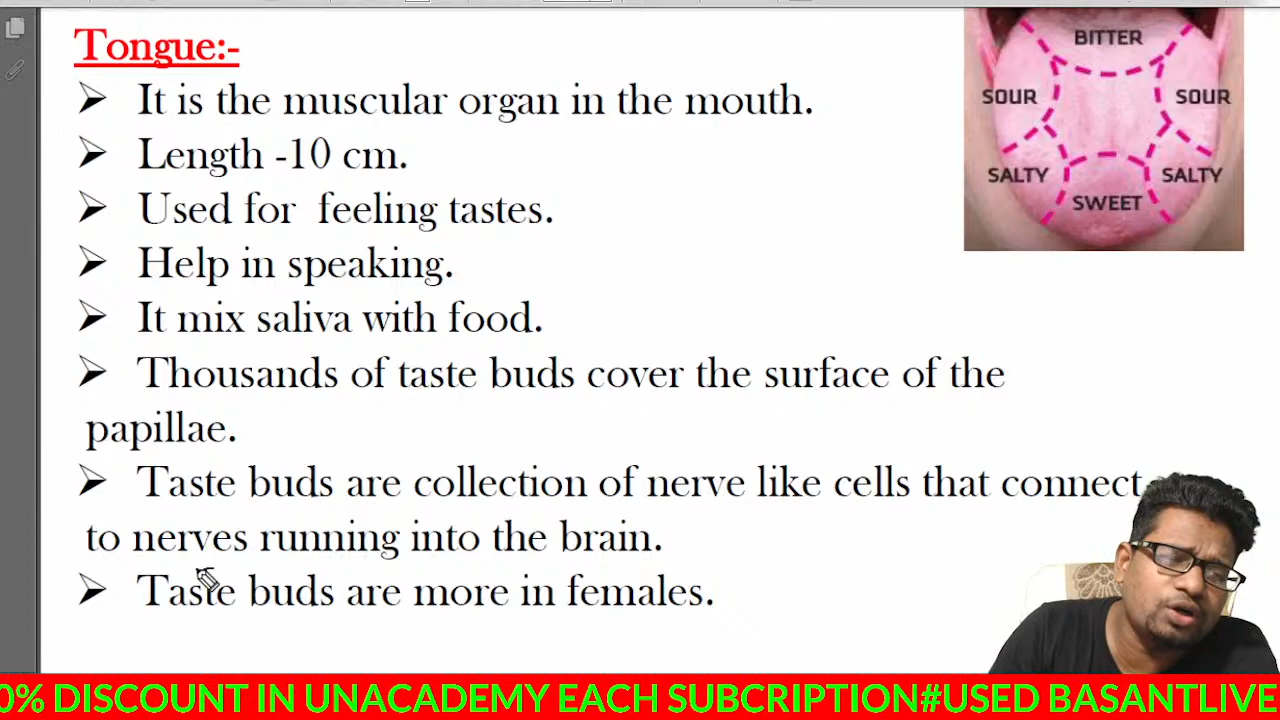 Tongue:-
BITTER
SOUR SOUR
SALTY SALTY
SWEET
➤ It is the muscular organ in the mouth.
➤ Length -10 cm.
➤ Used for feeling tastes.
➤ Help in speaking.
➤ It mix saliva with food.
➤ Thousands of taste buds cover the surface of the
papillae.
➤ Taste buds are collection of nerve like cells that connect
to nerves running into the brain.
➤ Taste buds are more in females.
0% DISCOUNT IN UNACADEMY EACH SUBCRIPTION#USED BASANTLIVE